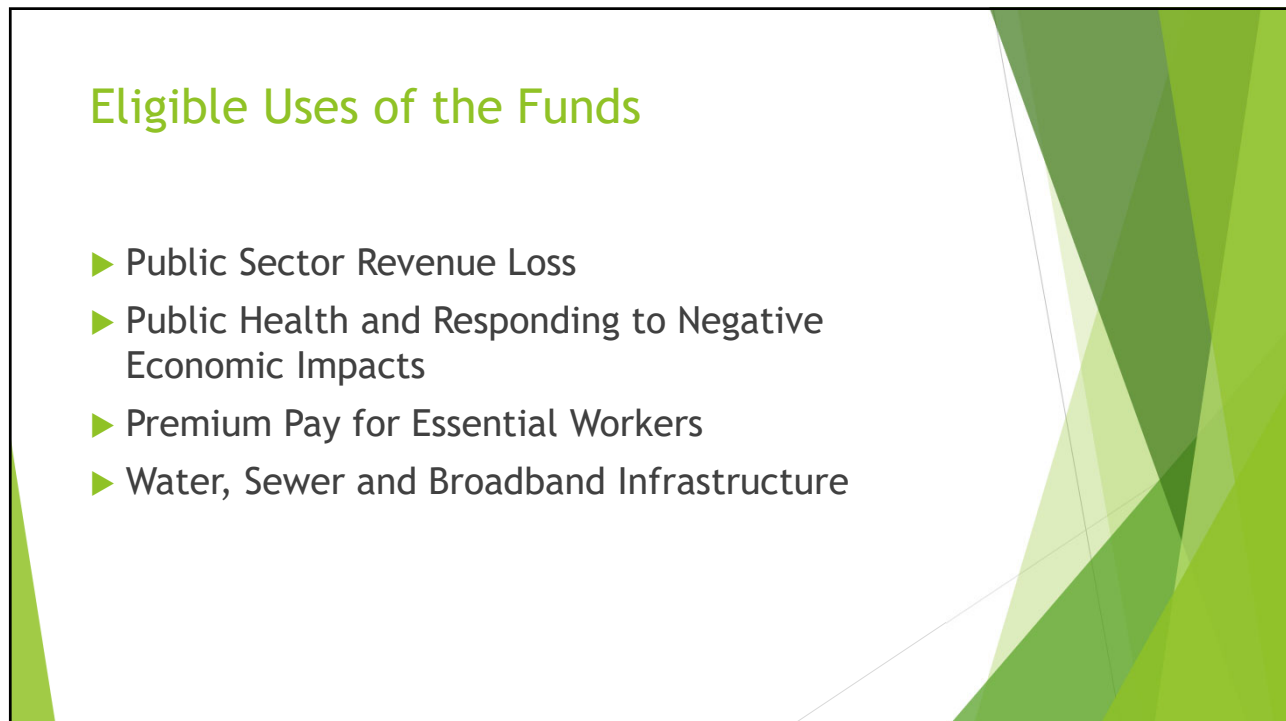 Eligible Uses of the Funds
Public Sector Revenue Loss
Public Health and Responding to Negative
Economic Impacts
Premium Pay for Essential Workers
Water, Sewer and Broadband Infrastructure